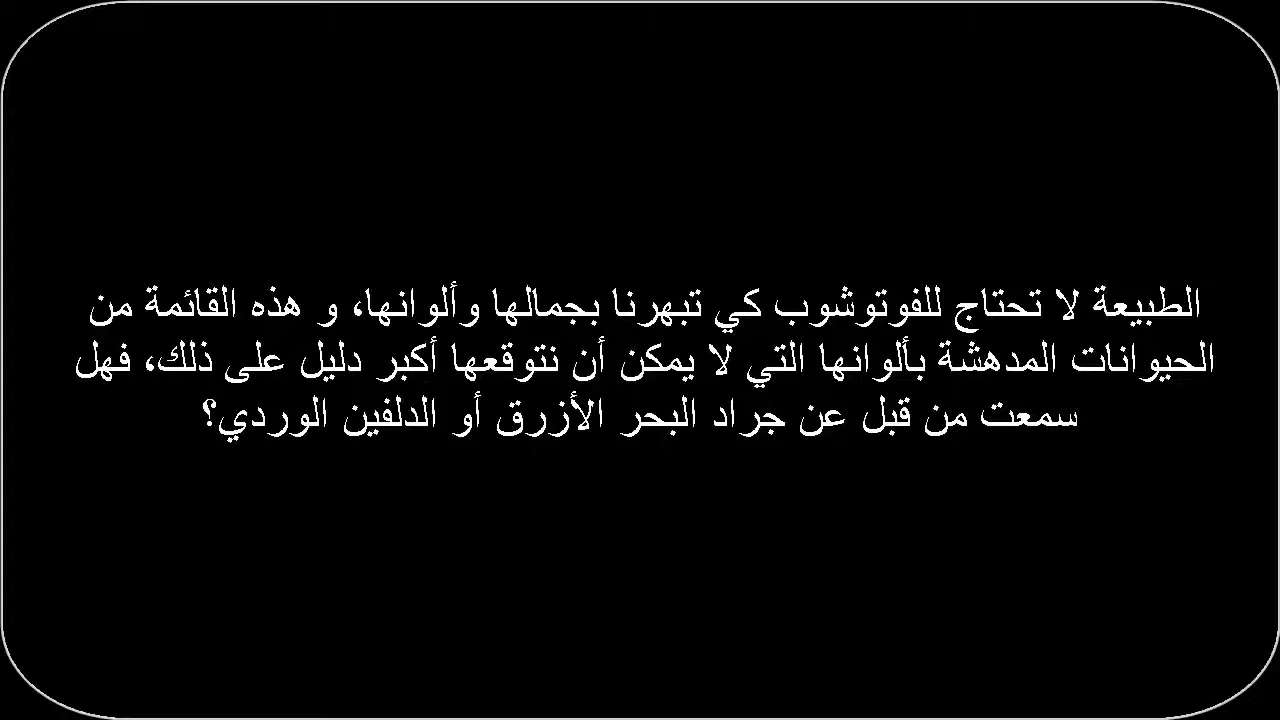 الطبيعة لا تحتاج للفوتوشوب كي تبهرنا بجمالها وألوانها، و هذه القائمة من
الحيوانات المدهشة بألوانها التي لا يمكن أن نتوقعها أكبر دليل على ذلك، فهل
سمعت من قبل عن جراد البحر الأزرق أو الدلفين الوردي؟